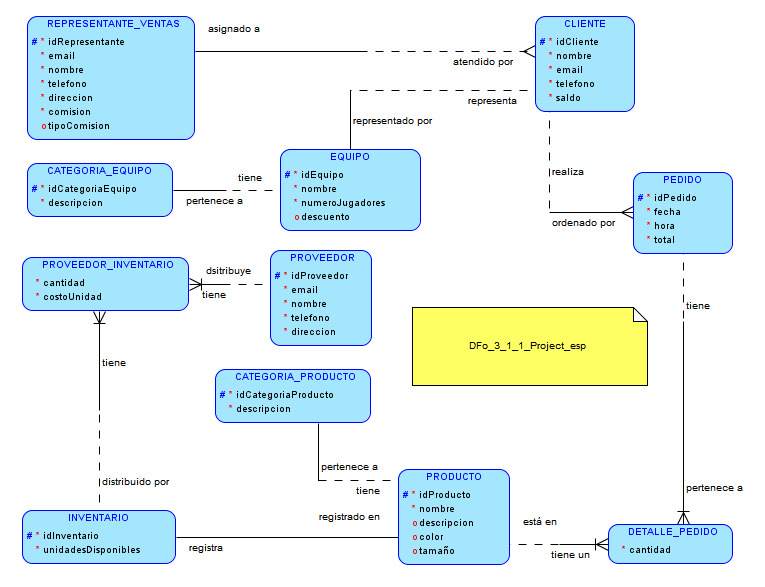 REPRESENTANTE_VENTAS
# * idRepresentante
* email
* nombre
* telefono
* direccion
* comision
o tipoComision
asignado a
atendido por
CLIENTE
# * idCliente
* nombre
* email
* telefono
* saldo
representa
representado por
EQUIPO
# * idEquipo
* nombre
* numeroJugadores
o descuento
CATEGORIA_EQUIPO
# * idCategoriaEquipo
* descripcion
tiene
pertenece a
realiza
ordenado por
PEDIDO
# * idPedido
* fecha
* hora
* total
PROVEEDOR_INVENTARIO
* cantidad
* costoUnidad
dsitribuye
tiene
PROVEEDOR
# * idProveedor
* email
* nombre
* telefono
* direccion
tiene
DFo_3_1_1_Project_esp
tiene
CATEGORIA_PRODUCTO
# * idCategoriaProducto
* descripcion
pertenece a
tiene
distribuido por
pertenece a
PRODUCTO
# * idProducto
* nombre
o descripcion
o color
o tamaño
INVENTARIO
# * idInventario
* unidadesDisponibles
registrado en
registra
está en
tiene un
DETALLE_PEDIDO
* cantidad